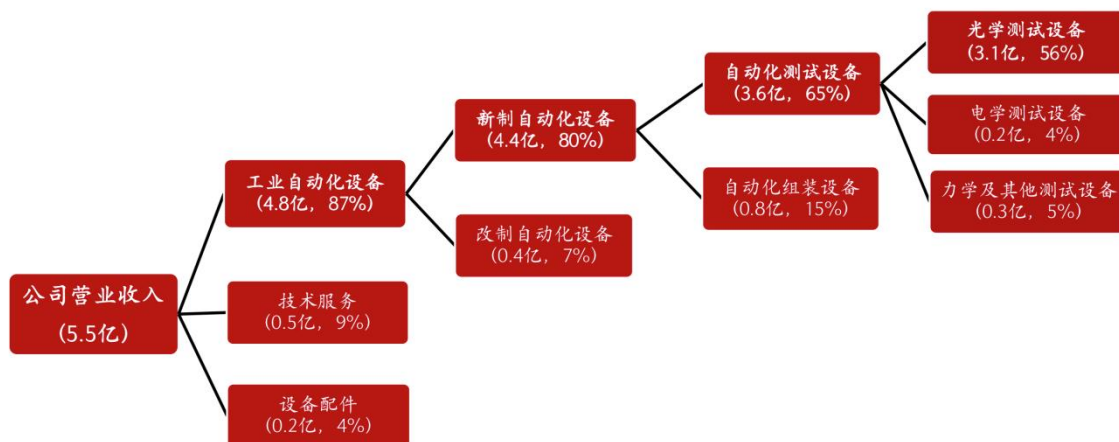 光学测试设备
(3.1亿, 56%)
自动化测试设备
(3.6亿, 65%)
新制自动化设备
(4.4亿, 80%)
电学测试设备
(0.2亿, 4%)
工业自动化设备
(4.8亿, 87%)
自动化组装设备
(0.8亿, 15%)
力学及其他测试设备
(0.3亿, 5%)
改制自动化设备
(0.4亿, 7%)
公司营业收入
(5.5亿)
技术服务
(0.5亿, 9%)
设备配件
(0.2亿, 4%)